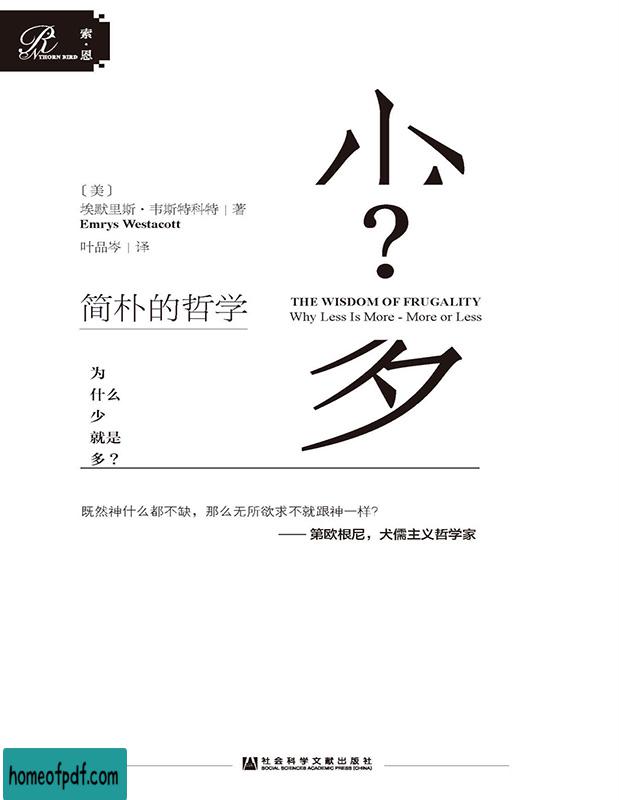 R
N THORN BIRD
索·恩
〔美〕
埃默里斯·韦斯特科特｜著
Emrys Westacott
叶品岑｜译
少
?
多
简朴的哲学
THE WISDOM OF FRUGALITY
Why Less Is More - More or Less
为
什么
少
就是
多？
既然神什么都不缺，那么无所欲求不就跟神一样?
—— 第欧根尼，犬儒主义哲学家
社会科学文献出版社
SOCIAL SCIENCES ACADEMIC PRESS (CHINA)
homeofpdf.com